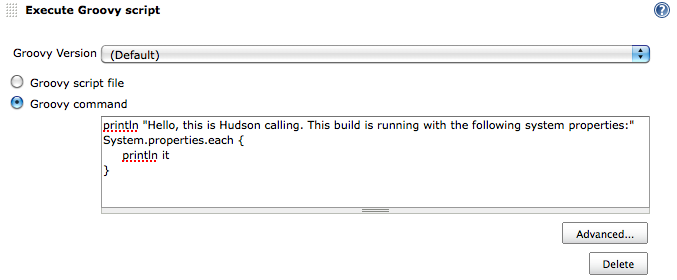 Execute Groovy script
?
Groovy Version (Default)
Groovy script file
Groovy command
println "Hello, this is Hudson calling. This build is running with the following system properties:"
System.properties.each {
    println it
}
Advanced...
Delete